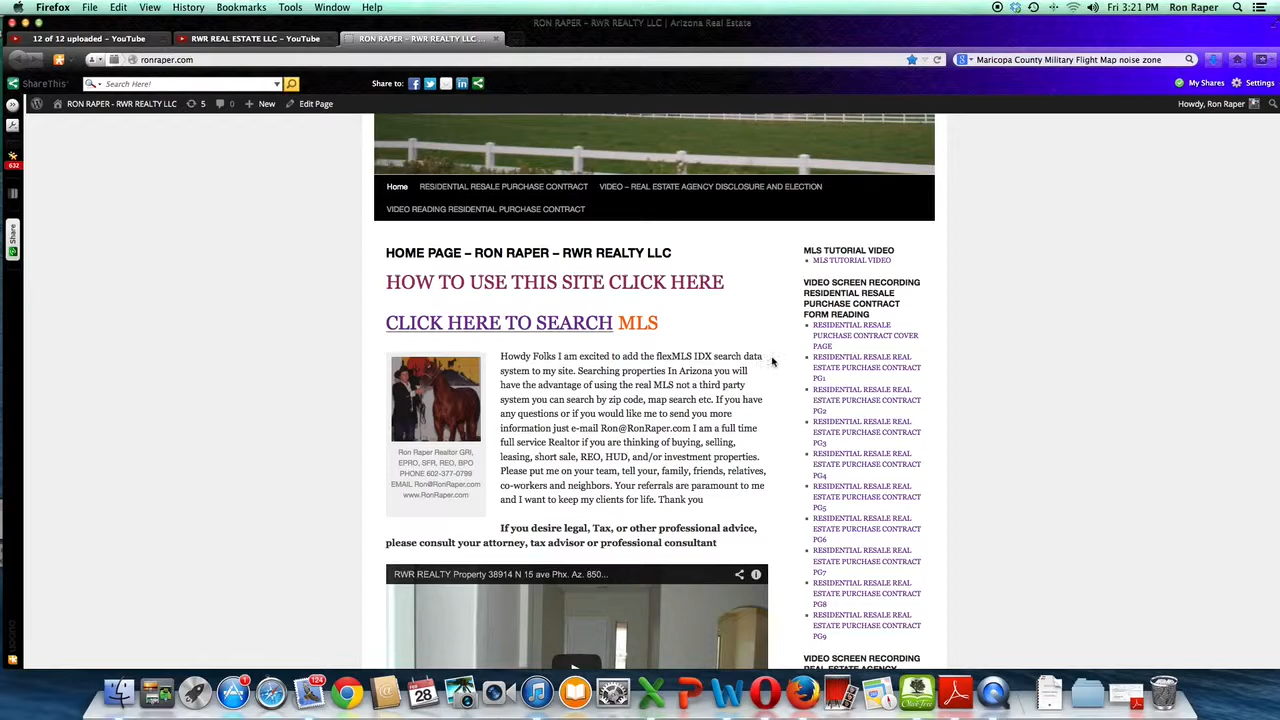 Firefox File Edit View History Bookmarks Tools Window Help Fri 3:21 PM Ron Raper
RON RAPER - RWR REALTY LLC | Arizona Real Estate
12 of 12 uploaded - YouTube RWR REAL ESTATE LLC - YouTube RON RAPER - RWR REALTY LLC ...
ronraper.com Maricopa County Military Flight Map noise zone
ShareThis Search Here! Share to: My Shares Settings
RON RAPER - RWR REALTY LLC 5 0 New Edit Page Howdy, Ron Raper
632
Share
Home RESIDENTIAL RESALE PURCHASE CONTRACT VIDEO – REAL ESTATE AGENCY DISCLOSURE AND ELECTION
VIDEO READING RESIDENTIAL PURCHASE CONTRACT
HOME PAGE – RON RAPER – RWR REALTY LLC
HOW TO USE THIS SITE CLICK HERE
CLICK HERE TO SEARCH MLS
Howdy Folks I am excited to add the flexMLS IDX search data
system to my site. Searching properties In Arizona you will
have the advantage of using the real MLS not a third party
system you can search by zip code, map search etc. If you have
any questions or if you would like me to send you more
information just e-mail Ron@RonRaper.com I am a full time
full service Realtor if you are thinking of buying, selling,
leasing, short sale, REO, HUD, and/or investment properties.
Please put me on your team, tell your, family, friends, relatives,
co-workers and neighbors. Your referrals are paramount to me
and I want to keep my clients for life. Thank you
Ron Raper Realtor GRI,
EPRO, SFR, REO, BPO
PHONE 602-377-0799
EMAIL Ron@RonRaper.com
www.RonRaper.com
If you desire legal, Tax, or other professional advice,
please consult your attorney, tax advisor or professional consultant
RWR REALTY Property 38914 N 15 ave Phx. Az. 850...
MLS TUTORIAL VIDEO
MLS TUTORIAL VIDEO
VIDEO SCREEN RECORDING
RESIDENTIAL RESALE
PURCHASE CONTRACT
FORM READING
RESIDENTIAL RESALE
PURCHASE CONTRACT COVER
PAGE
RESIDENTIAL RESALE REAL
ESTATE PURCHASE CONTRACT
PG1
RESIDENTIAL RESALE REAL
ESTATE PURCHASE CONTRACT
PG2
RESIDENTIAL RESALE REAL
ESTATE PURCHASE CONTRACT
PG3
RESIDENTIAL RESALE REAL
ESTATE PURCHASE CONTRACT
PG4
RESIDENTIAL RESALE REAL
ESTATE PURCHASE CONTRACT
PG5
RESIDENTIAL RESALE REAL
ESTATE PURCHASE CONTRACT
PG6
RESIDENTIAL RESALE REAL
ESTATE PURCHASE CONTRACT
PG7
RESIDENTIAL RESALE REAL
ESTATE PURCHASE CONTRACT
PG8
RESIDENTIAL RESALE REAL
ESTATE PURCHASE CONTRACT
PG9
VIDEO SCREEN RECORDING
REAL ESTATE AGENCY
1 124 FEB 28